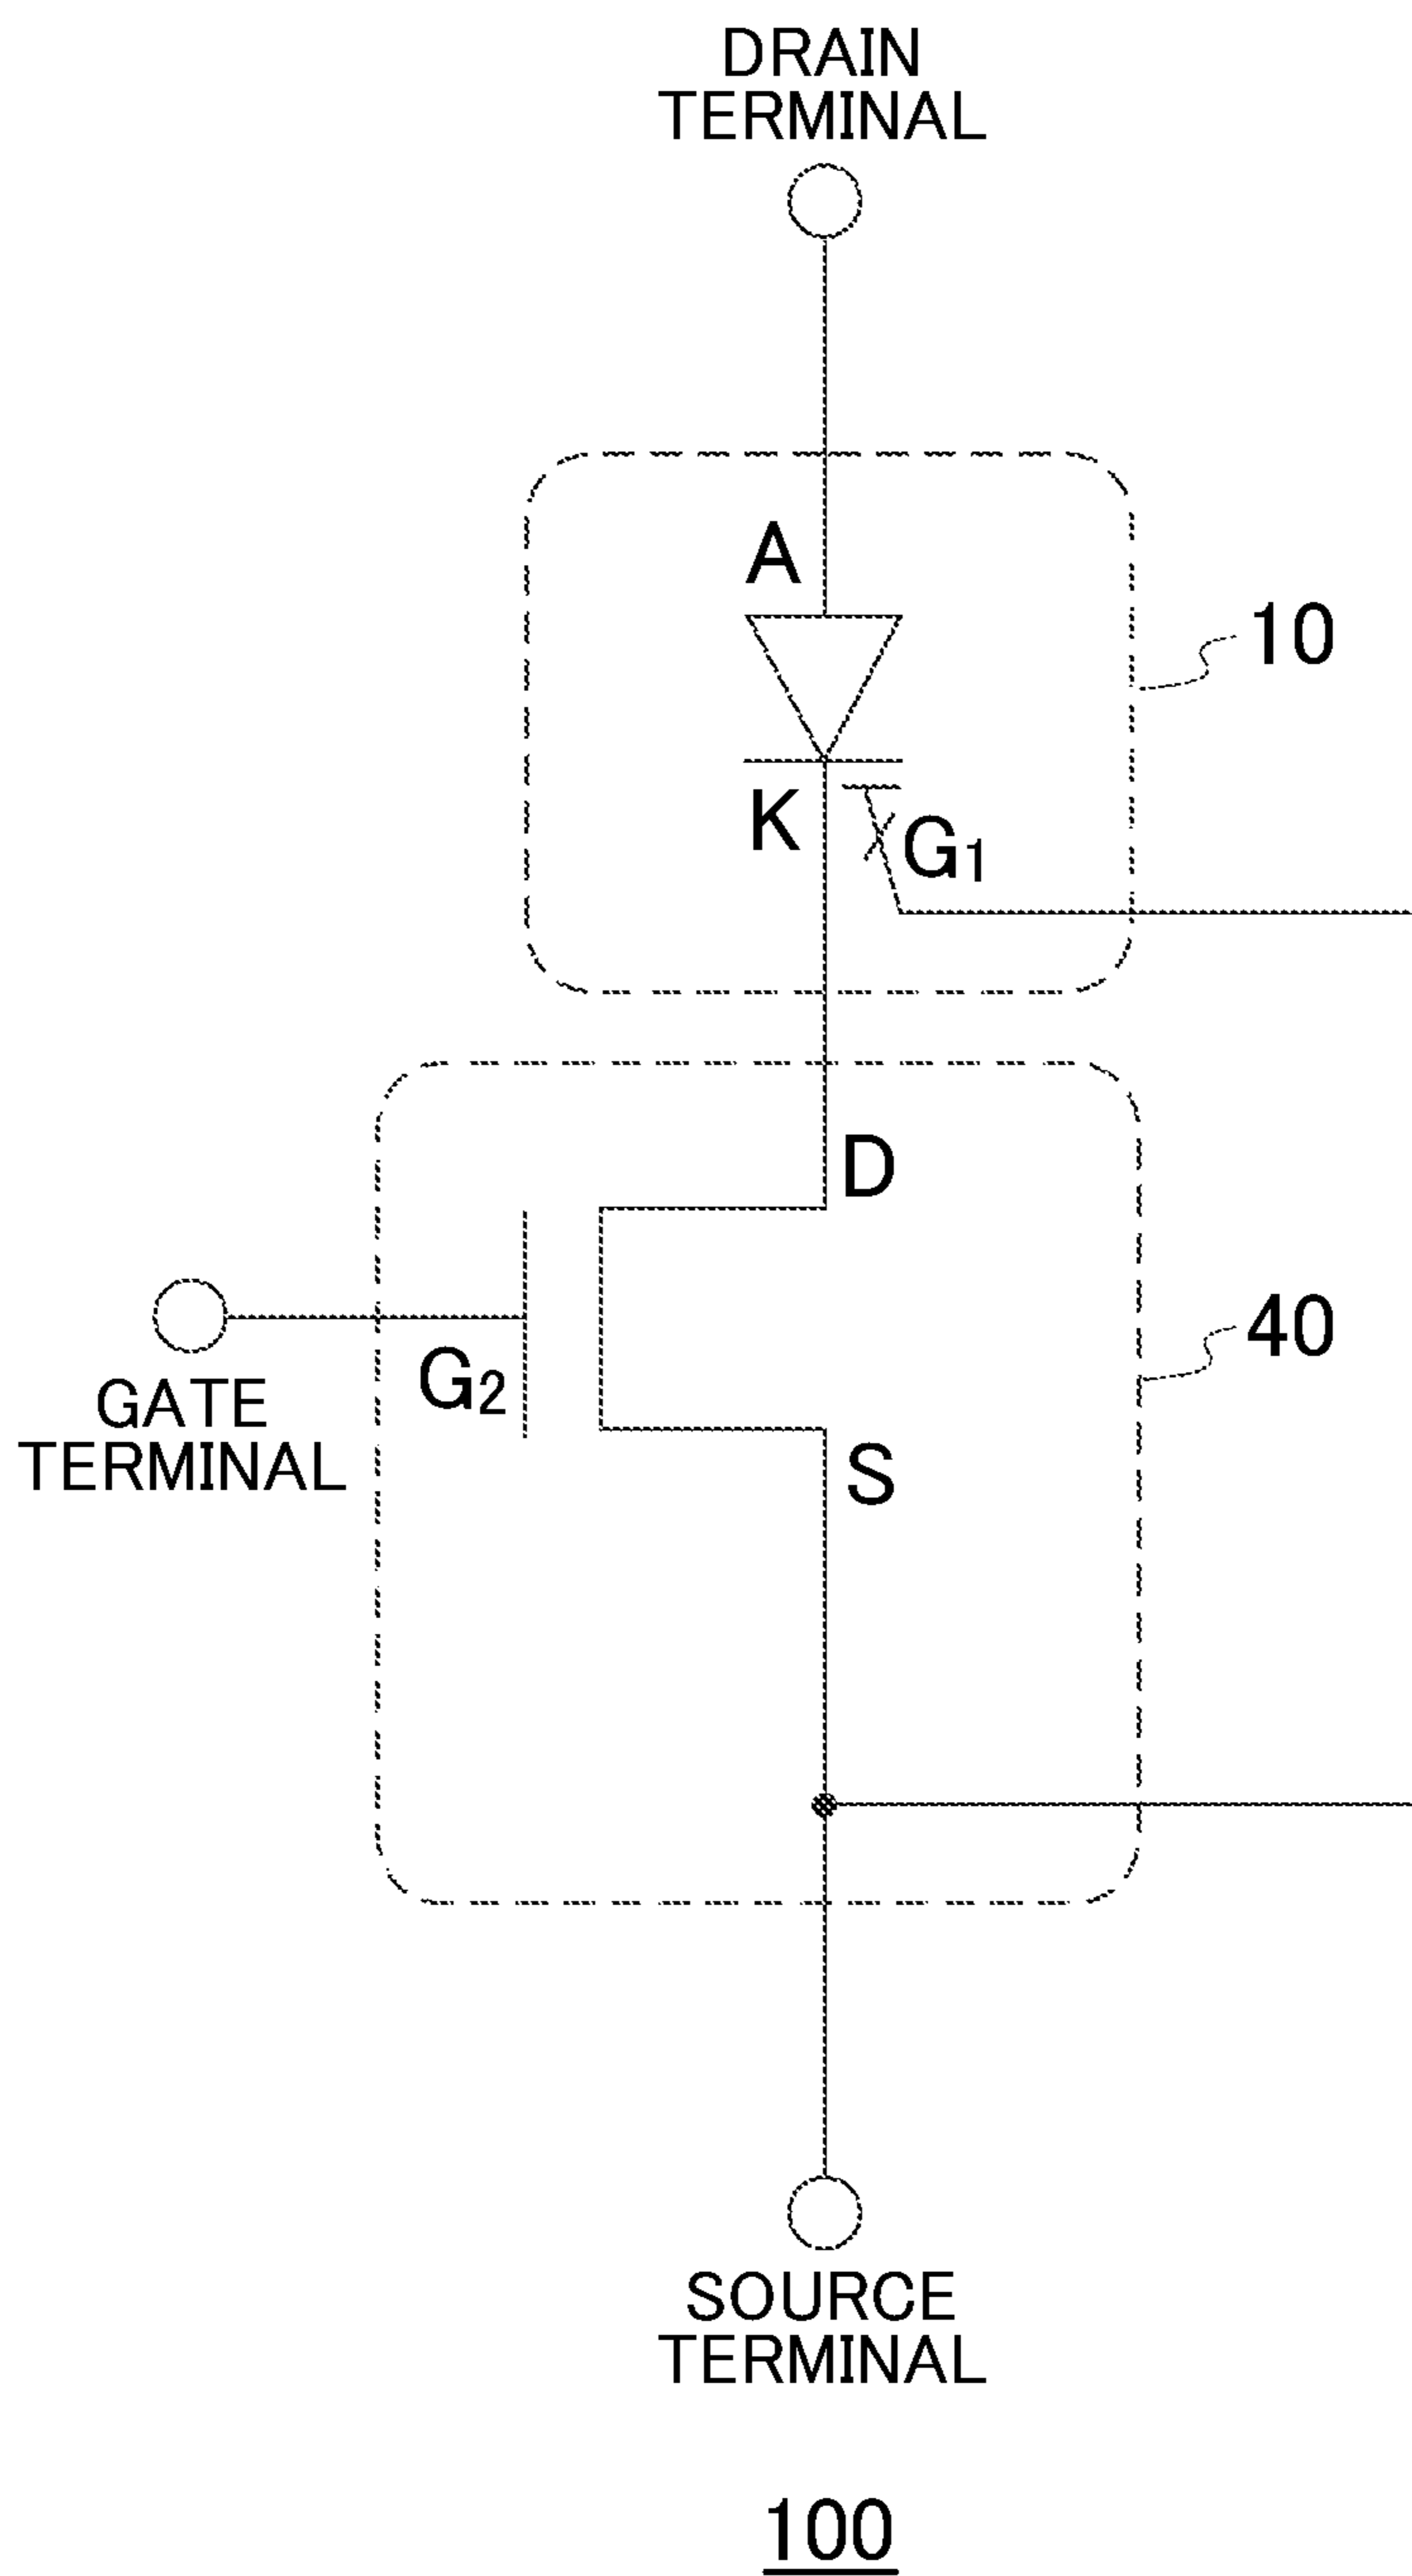 DRAIN
TERMINAL
A
10
K
G1
D
40
G2
GATE
TERMINAL
S
SOURCE
TERMINAL
100